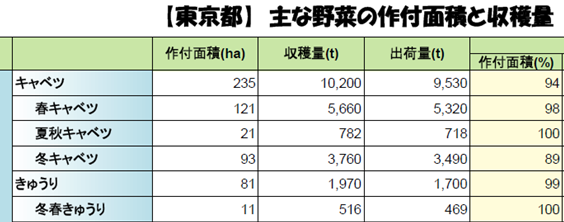 【東京都】 主な野菜の作付面積と収穫量
作付面積(ha) 収穫量(t) 出荷量(t) 作付面積(%)
キャベツ 235 10,200 9,530 94
春キャベツ 121 5,660 5,320 98
夏秋キャベツ 21 782 718 100
冬キャベツ 93 3,760 3,490 89
きゅうり 81 1,970 1,700 99
冬春きゅうり 11 516 469 100